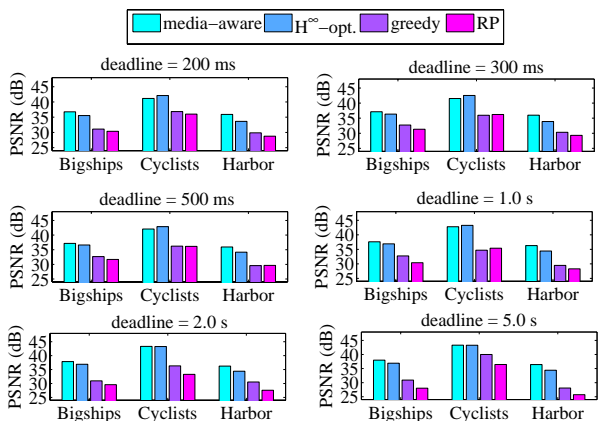 media-aware H∞-opt. greedy RP
deadline = 200 ms
PSNR (dB)
45
40
35
30
25
Bigships Cyclists Harbor
deadline = 300 ms
PSNR (dB)
45
40
35
30
25
Bigships Cyclists Harbor
deadline = 500 ms
PSNR (dB)
45
40
35
30
25
Bigships Cyclists Harbor
deadline = 1.0 s
PSNR (dB)
45
40
35
30
25
Bigships Cyclists Harbor
deadline = 2.0 s
PSNR (dB)
45
40
35
30
25
Bigships Cyclists Harbor
deadline = 5.0 s
PSNR (dB)
45
40
35
30
25
Bigships Cyclists Harbor